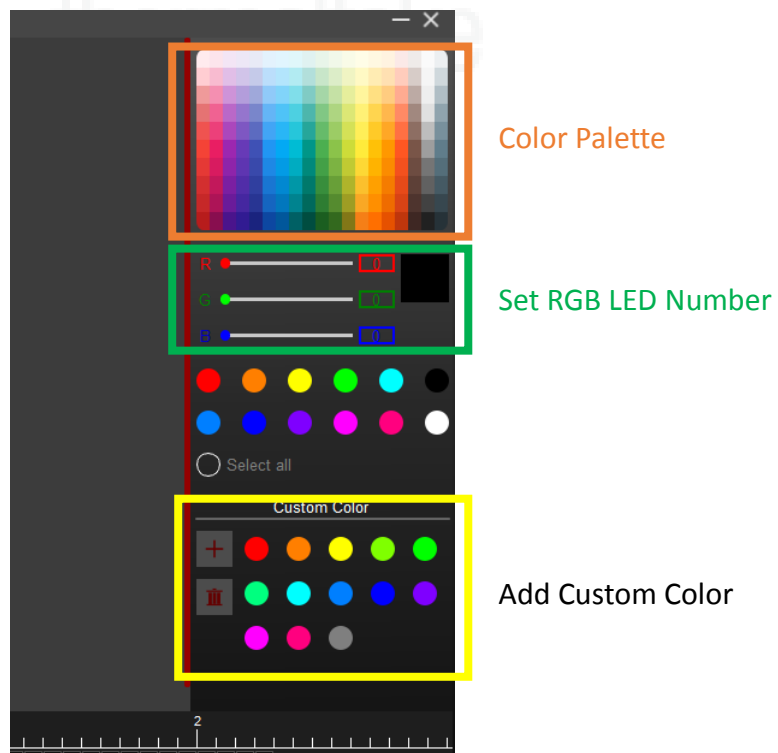 Color Palette
R 0
G 0
B 0
Set RGB LED Number
Select all
Custom Color
Add Custom Color
2